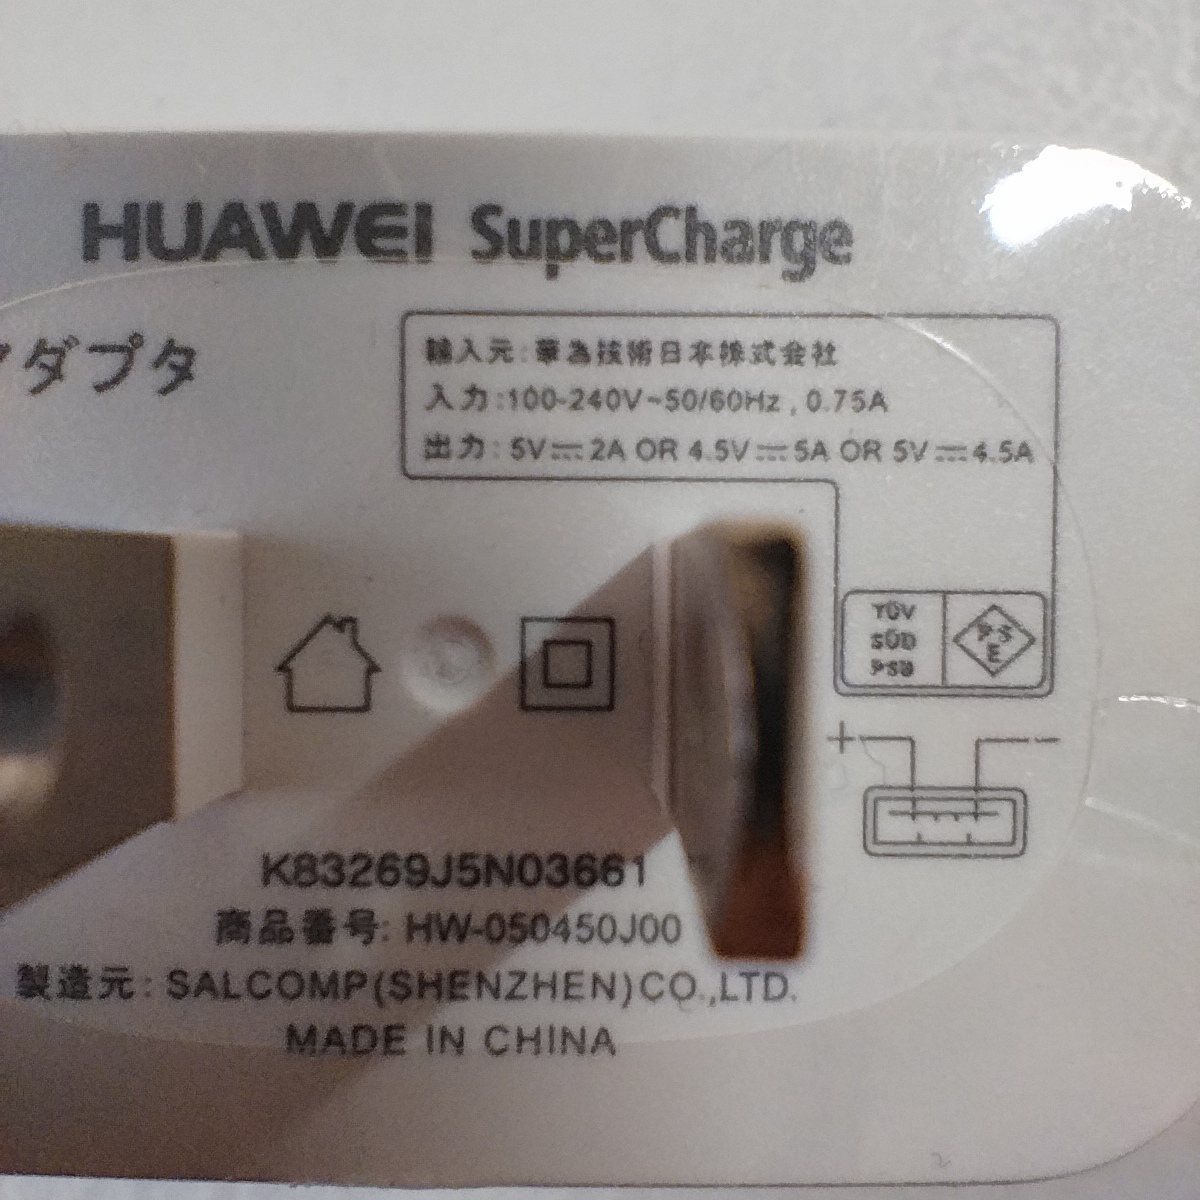 HUAWEI SuperCharge
ダプタ
輸入元:華為技術日本株式会社
入力:100-240V~50/60Hz, 0.75A
出力:5V⎓2A OR 4.5V⎓5A OR 5V⎓4.5A
TÜV
SÜD
PSB
PS
E
+ −
K83269J5N03661
商品番号: HW-050450J00
製造元: SALCOMP(SHENZHEN)CO.,LTD.
MADE IN CHINA